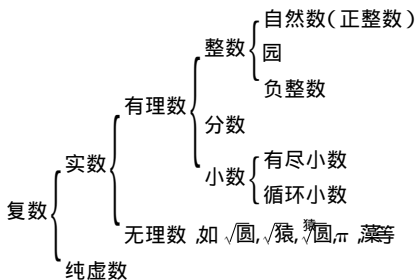 自然数(正整数)
整数
园
负整数
有理数
分数
实数
有尽小数
小数
循环小数
复数
无理数 ,如 √圆, √猿, 猿√圆,π ,藻等
纯虚数